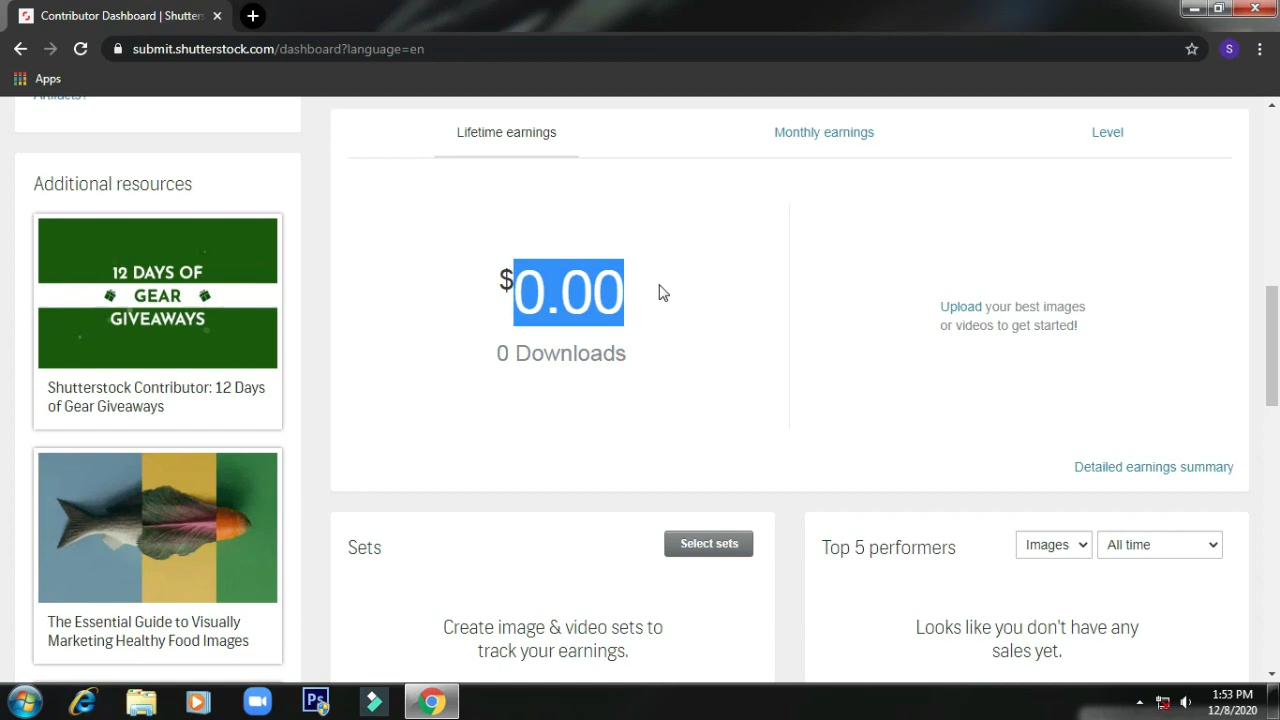 Contributor Dashboard | Shutters
submit.shutterstock.com/dashboard?language=en
S
Apps
Artifacts?
Additional resources
12 DAYS OF
GEAR
GIVEAWAYS
Shutterstock Contributor: 12 Days
of Gear Giveaways
The Essential Guide to Visually
Marketing Healthy Food Images
Lifetime earnings
Monthly earnings
Level
$0.00
0 Downloads
Upload your best images
or videos to get started!
Detailed earnings summary
Sets
Select sets
Create image & video sets to
track your earnings.
Top 5 performers
Images
All time
Looks like you don't have any
sales yet.
Ps
1:53 PM
12/8/2020